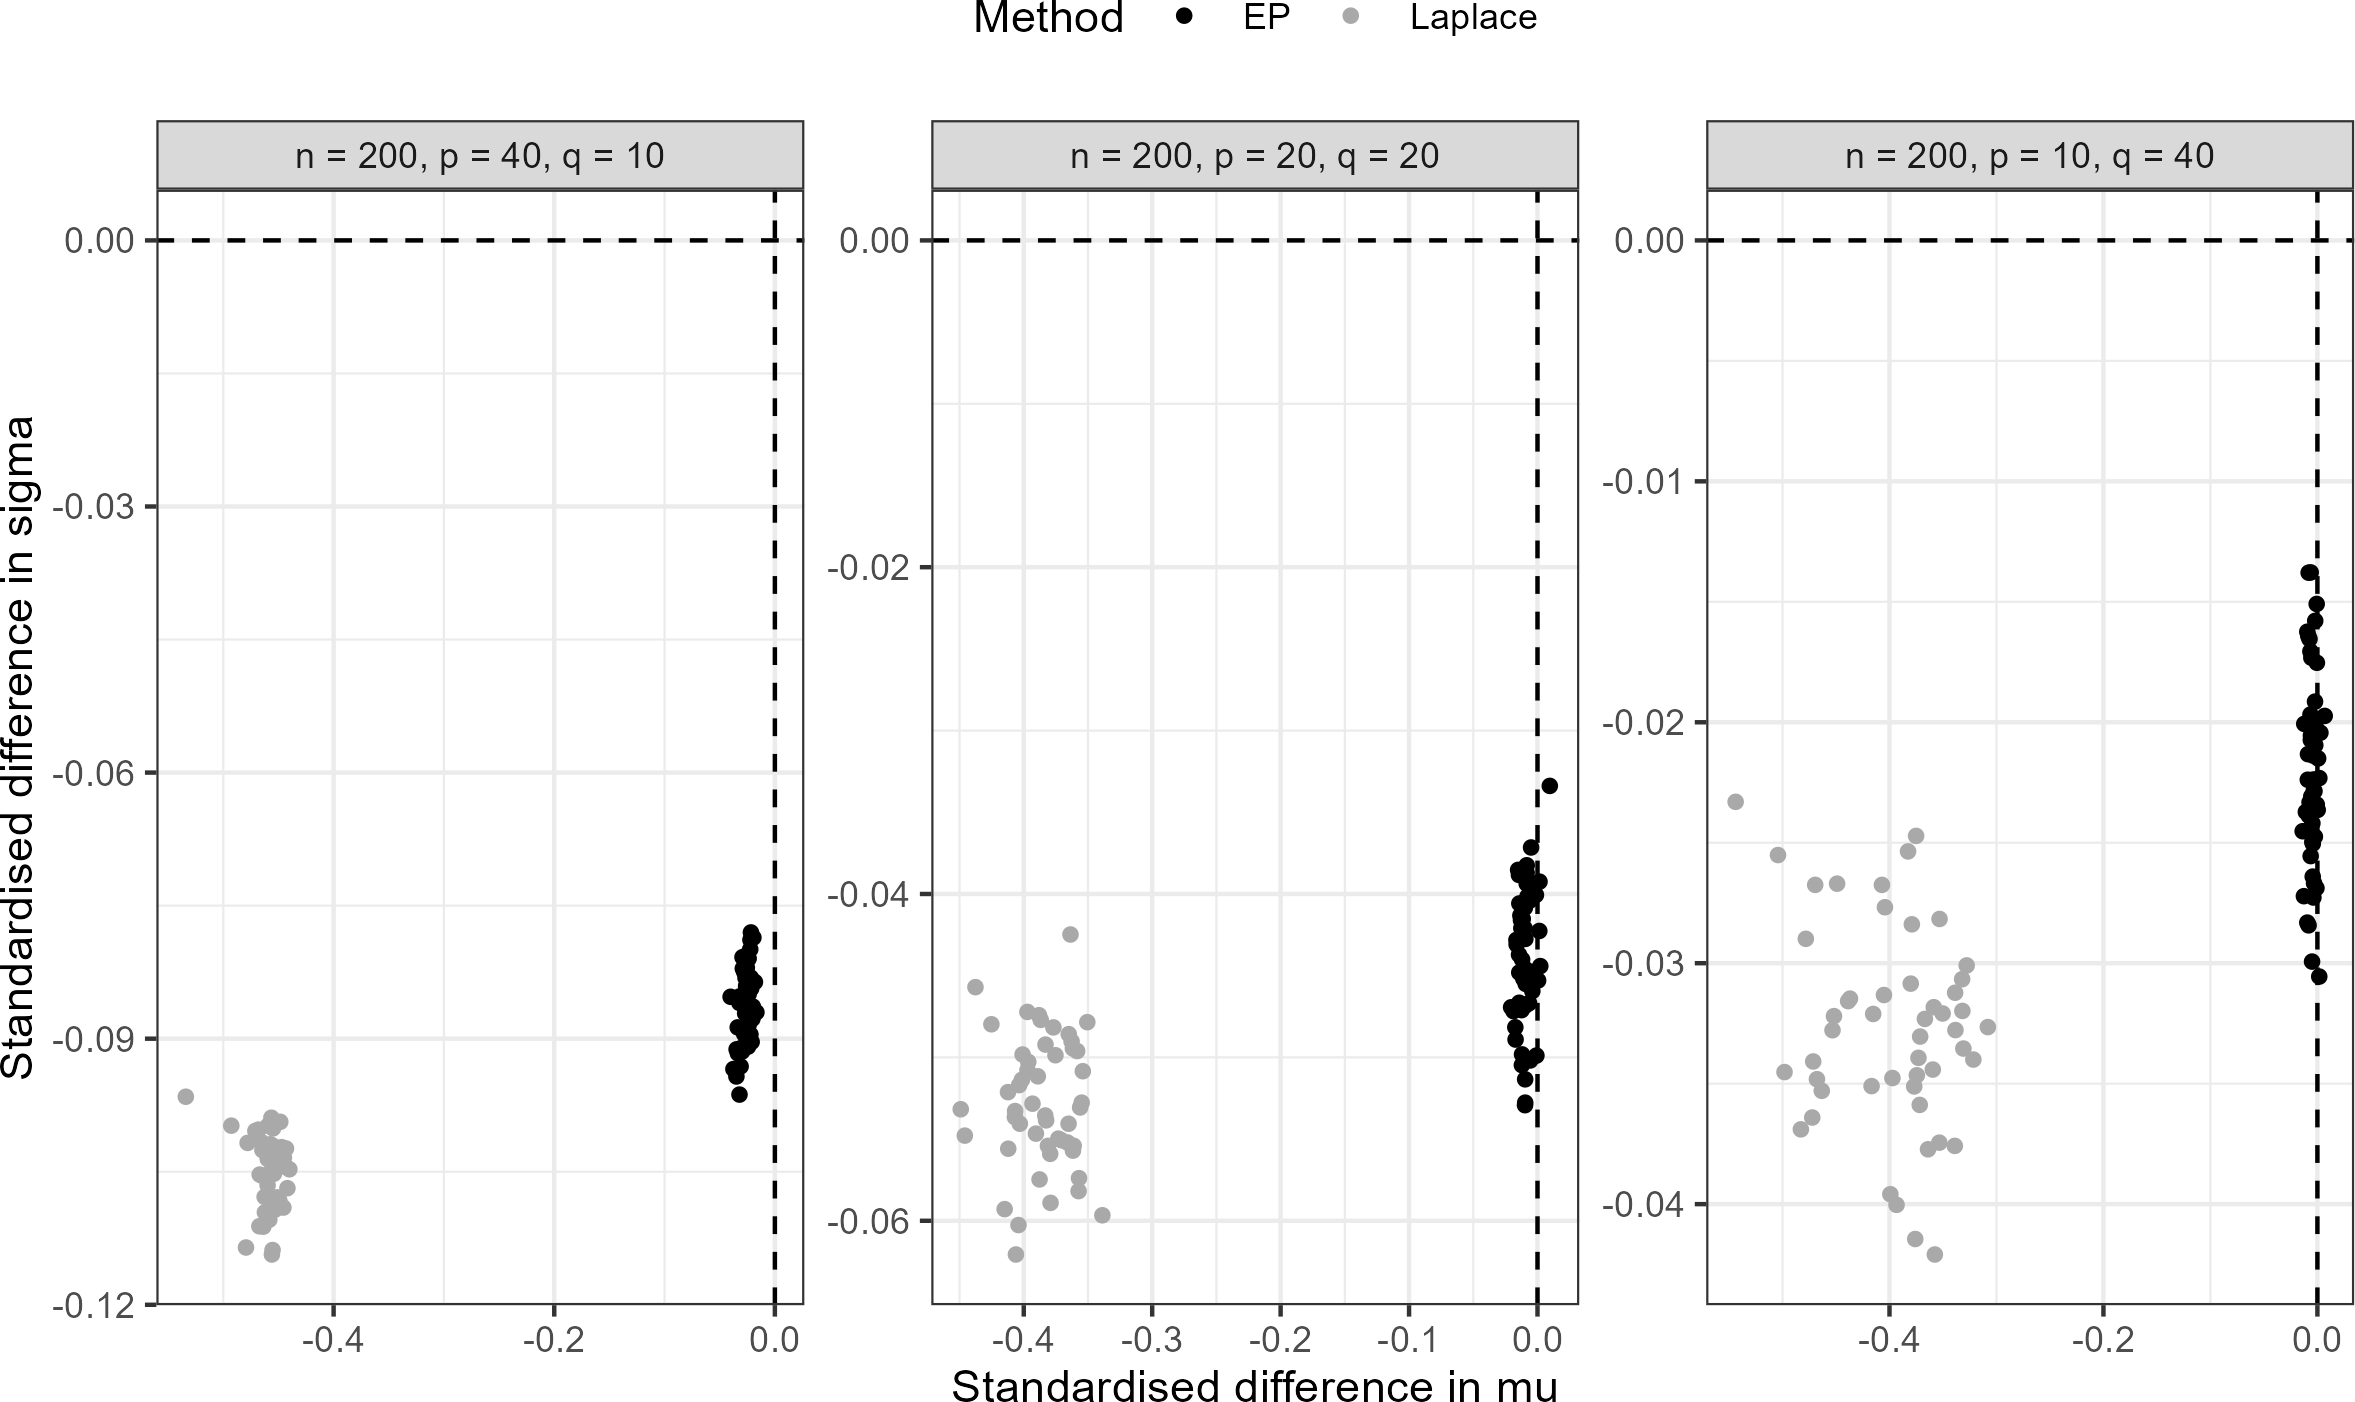 Method EP Laplace
n = 200, p = 40, q = 10
n = 200, p = 20, q = 20
n = 200, p = 10, q = 40
Standardised difference in sigma
0.00
-0.03
-0.06
-0.09
-0.12
0.00
-0.02
-0.04
-0.06
0.00
-0.01
-0.02
-0.03
-0.04
-0.4 -0.2 0.0
-0.4 -0.3 -0.2 -0.1 0.0
-0.4 -0.2 0.0
Standardised difference in mu